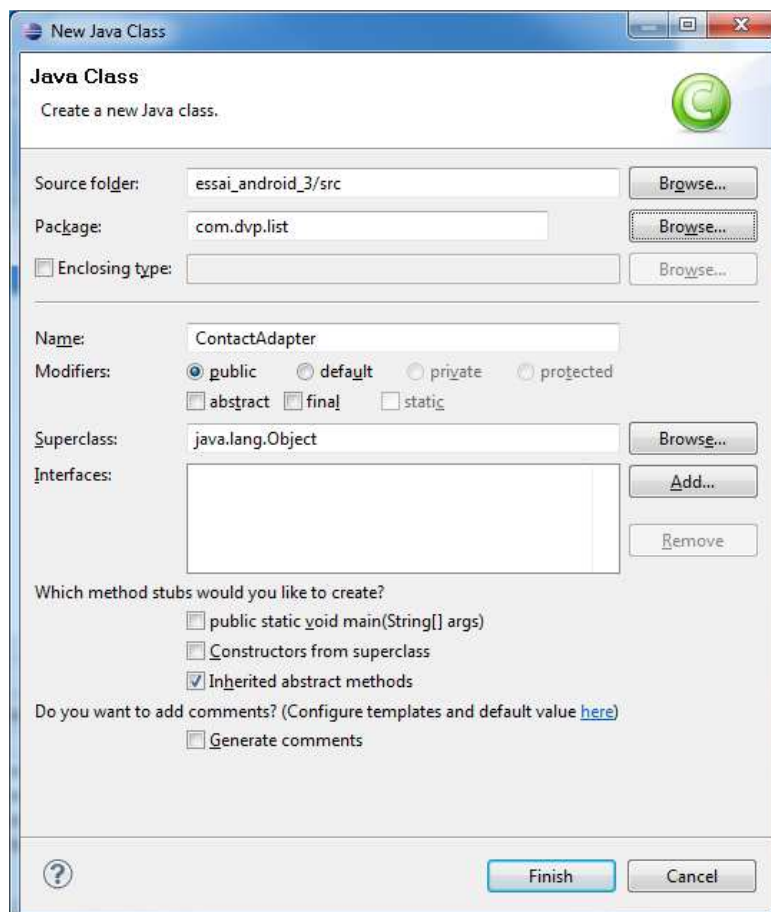 New Java Class
Java Class
Create a new Java class.
Source folder: essai_android_3/src Browse...
Package: com.dvp.list Browse...
Enclosing type: Browse...
Name: ContactAdapter
Modifiers: public default private protected
abstract final static
Superclass: java.lang.Object Browse...
Interfaces: Add...
Remove
Which method stubs would you like to create?
public static void main(String[] args)
Constructors from superclass
Inherited abstract methods
Do you want to add comments? (Configure templates and default value here)
Generate comments
Finish Cancel